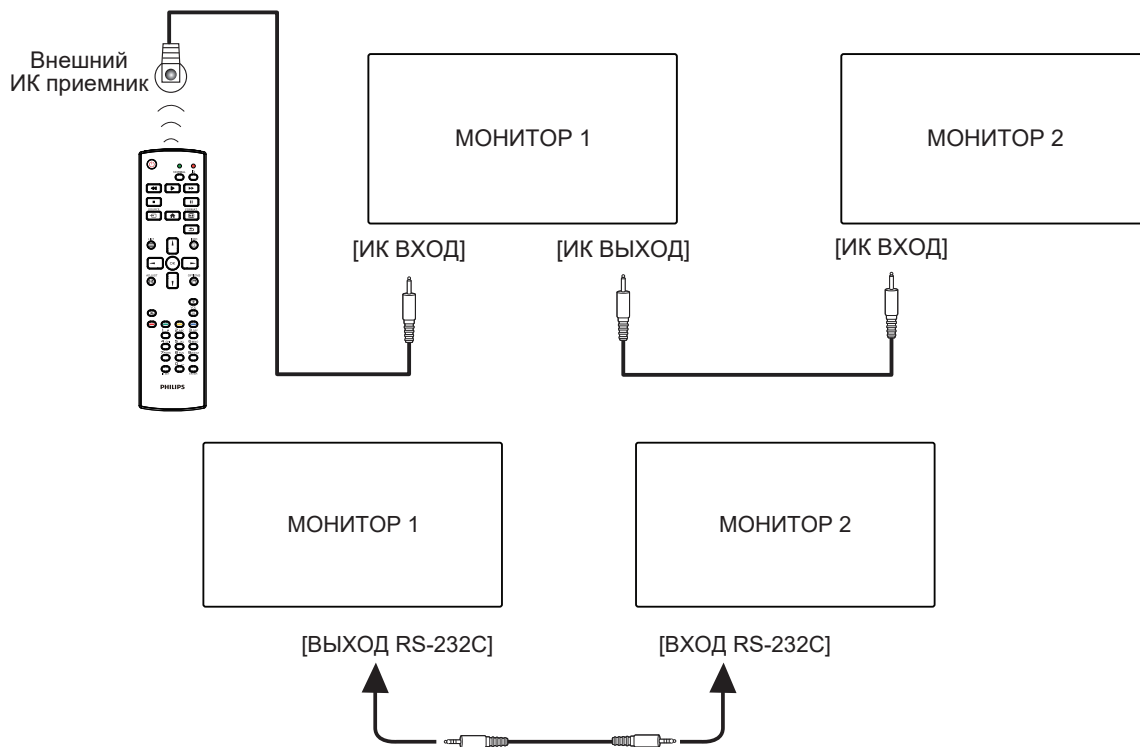 Внешний
ИК приемник
МОНИТОР 1
МОНИТОР 2
[ИК ВХОД]
[ИК ВЫХОД]
[ИК ВХОД]
PHILIPS
МОНИТОР 1
МОНИТОР 2
[ВЫХОД RS-232C]
[ВХОД RS-232C]